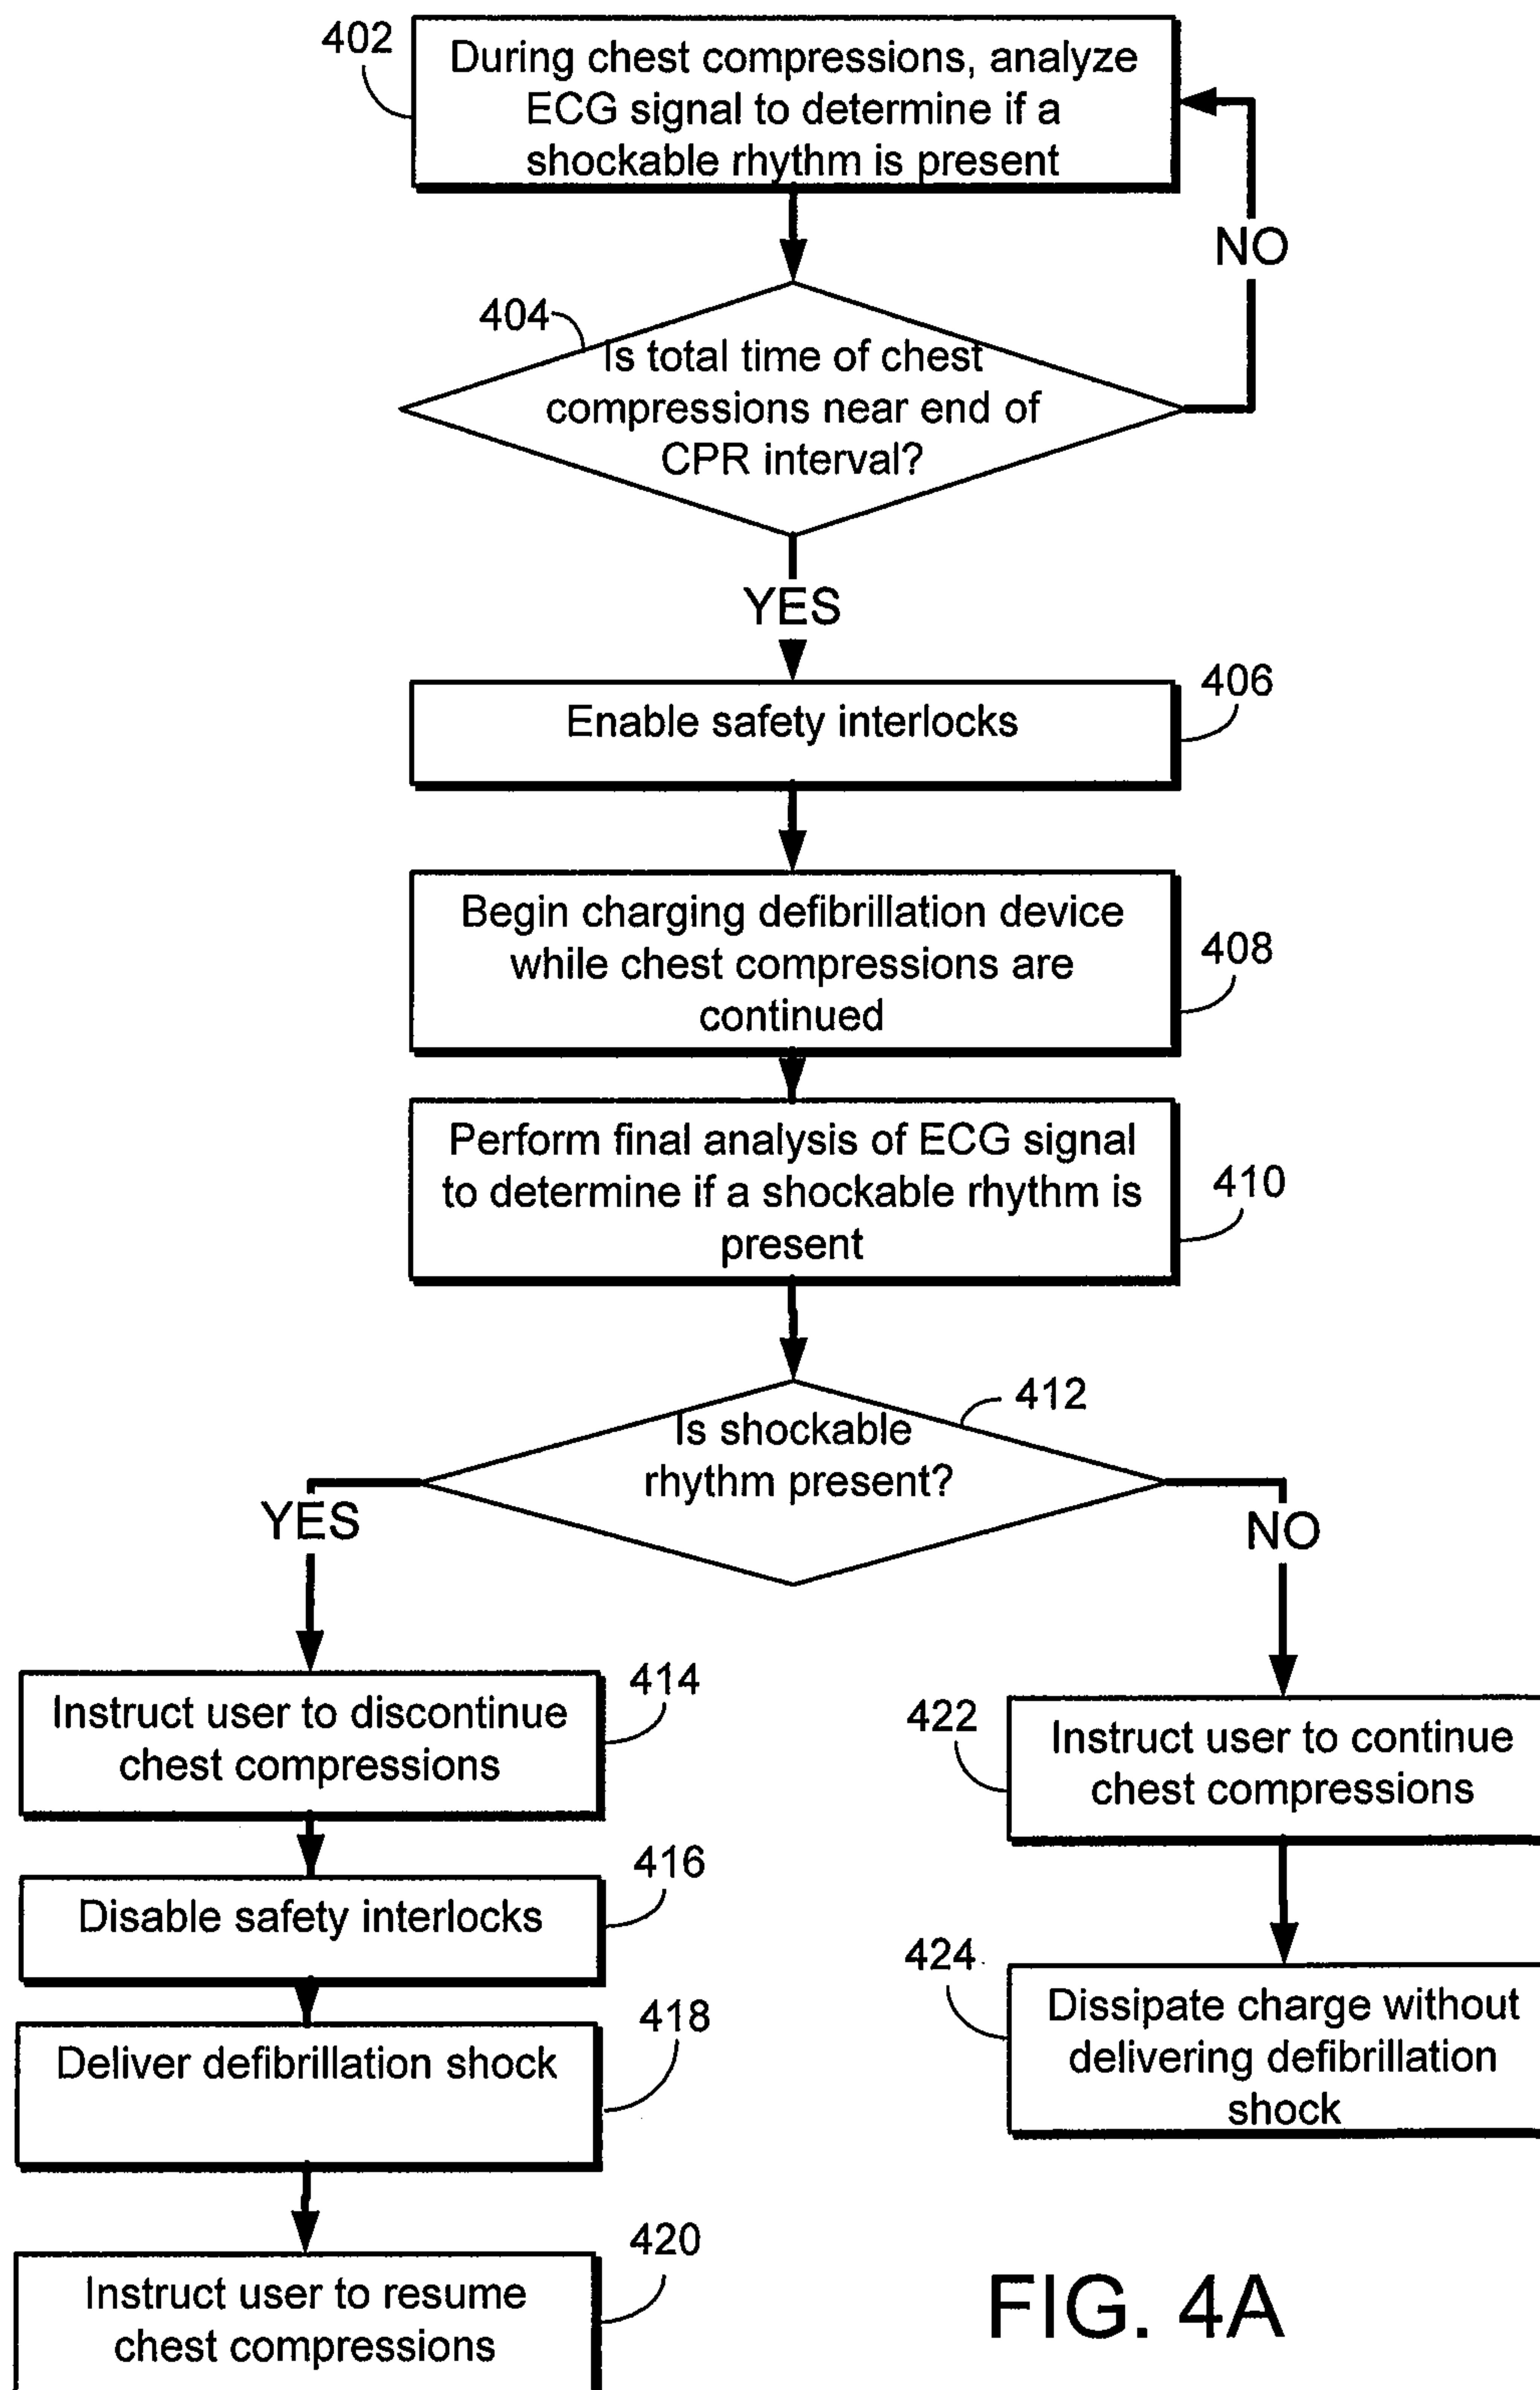 402
During chest compressions, analyze
ECG signal to determine if a
shockable rhythm is present
NO
404
Is total time of chest
compressions near end of
CPR interval?
YES
406
Enable safety interlocks
Begin charging defibrillation device
while chest compressions are
continued
408
Perform final analysis of ECG signal
to determine if a shockable rhythm is
present
410
412
Is shockable
rhythm present?
YES
NO
414
Instruct user to discontinue
chest compressions
422
Instruct user to continue
chest compressions
416
Disable safety interlocks
424
Dissipate charge without
delivering defibrillation
shock
418
Deliver defibrillation shock
420
Instruct user to resume
chest compressions
FIG. 4A